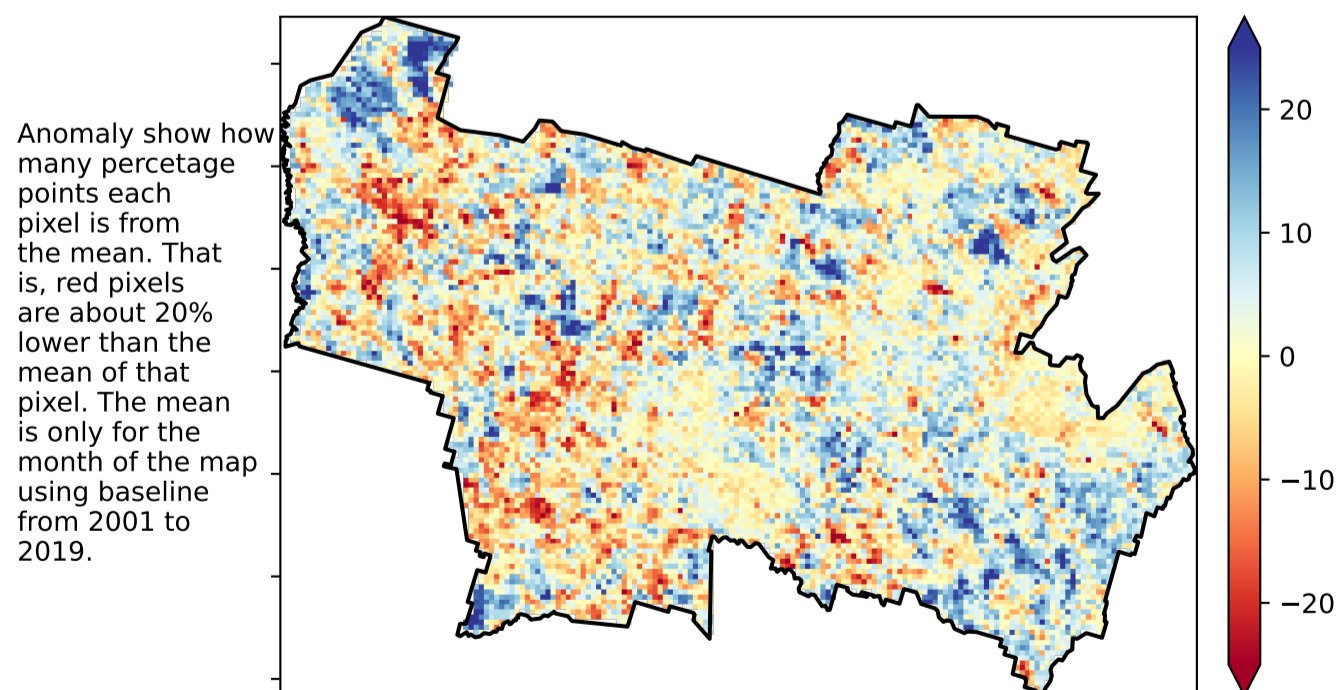 Anomaly show how
many percetage
points each
pixel is from
the mean. That
is, red pixels
are about 20%
lower than the
mean of that
pixel. The mean
is only for the
month of the map
using baseline
from 2001 to
2019.
20
10
0
−10
−20